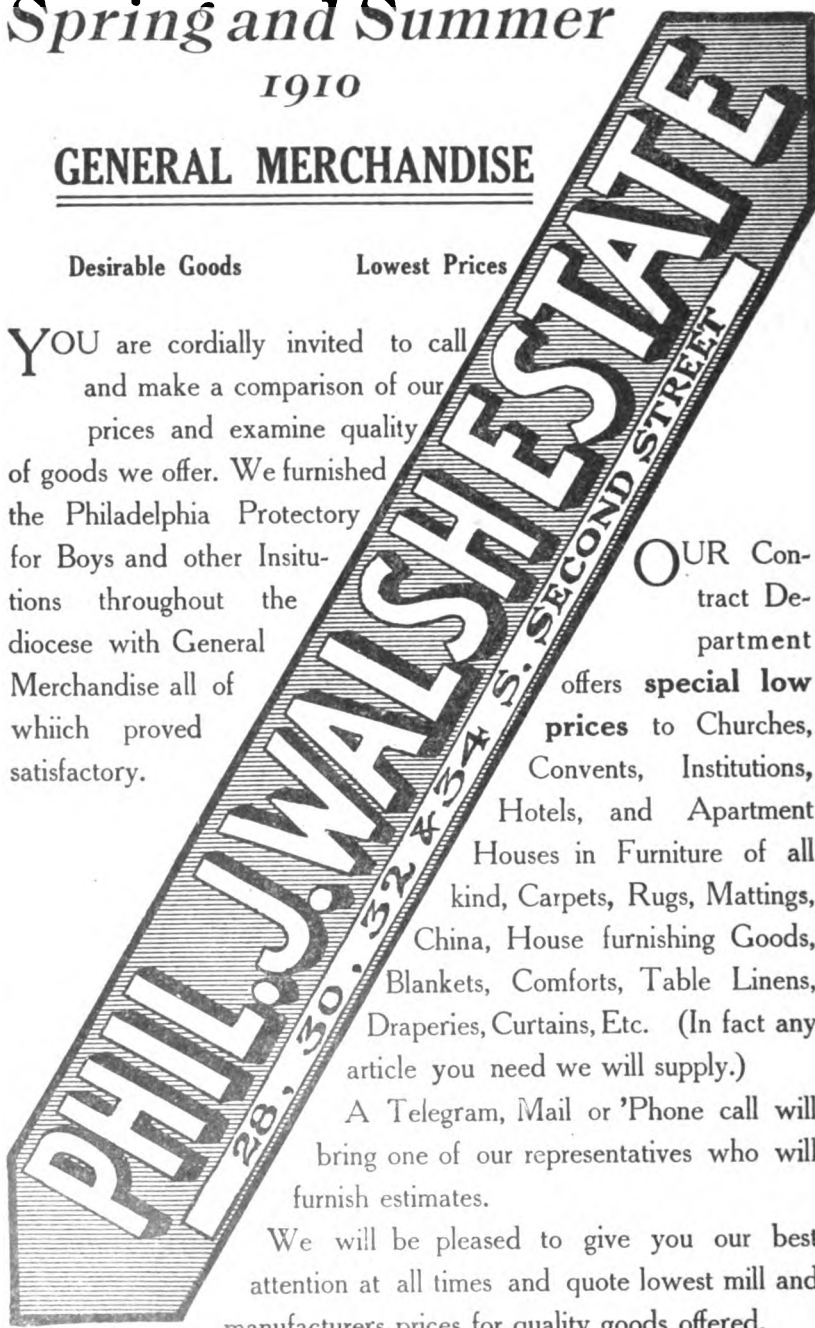 Spring and Summer
1910
GENERAL MERCHANDISE
Desirable Goods Lowest Prices
YOU are cordially invited to call
and make a comparison of our
prices and examine quality
of goods we offer. We furnished
the Philadelphia Protectory
for Boys and other Insitu-
tions throughout the
diocese with General
Merchandise all of
whiich proved
satisfactory.
PHIL. J. WALSH ESTATE
28, 30, 32 & 34 S. SECOND STREET
OUR Con-
tract De-
partment
offers special low
prices to Churches,
Convents, Institutions,
Hotels, and Apartment
Houses in Furniture of all
kind, Carpets, Rugs, Mattings,
China, House furnishing Goods,
Blankets, Comforts, Table Linens,
Draperies, Curtains, Etc. (In fact any
article you need we will supply.)
A Telegram, Mail or 'Phone call will
bring one of our representatives who will
furnish estimates.
We will be pleased to give you our best
attention at all times and quote lowest mill and
manufacturers prices for quality goods offered.